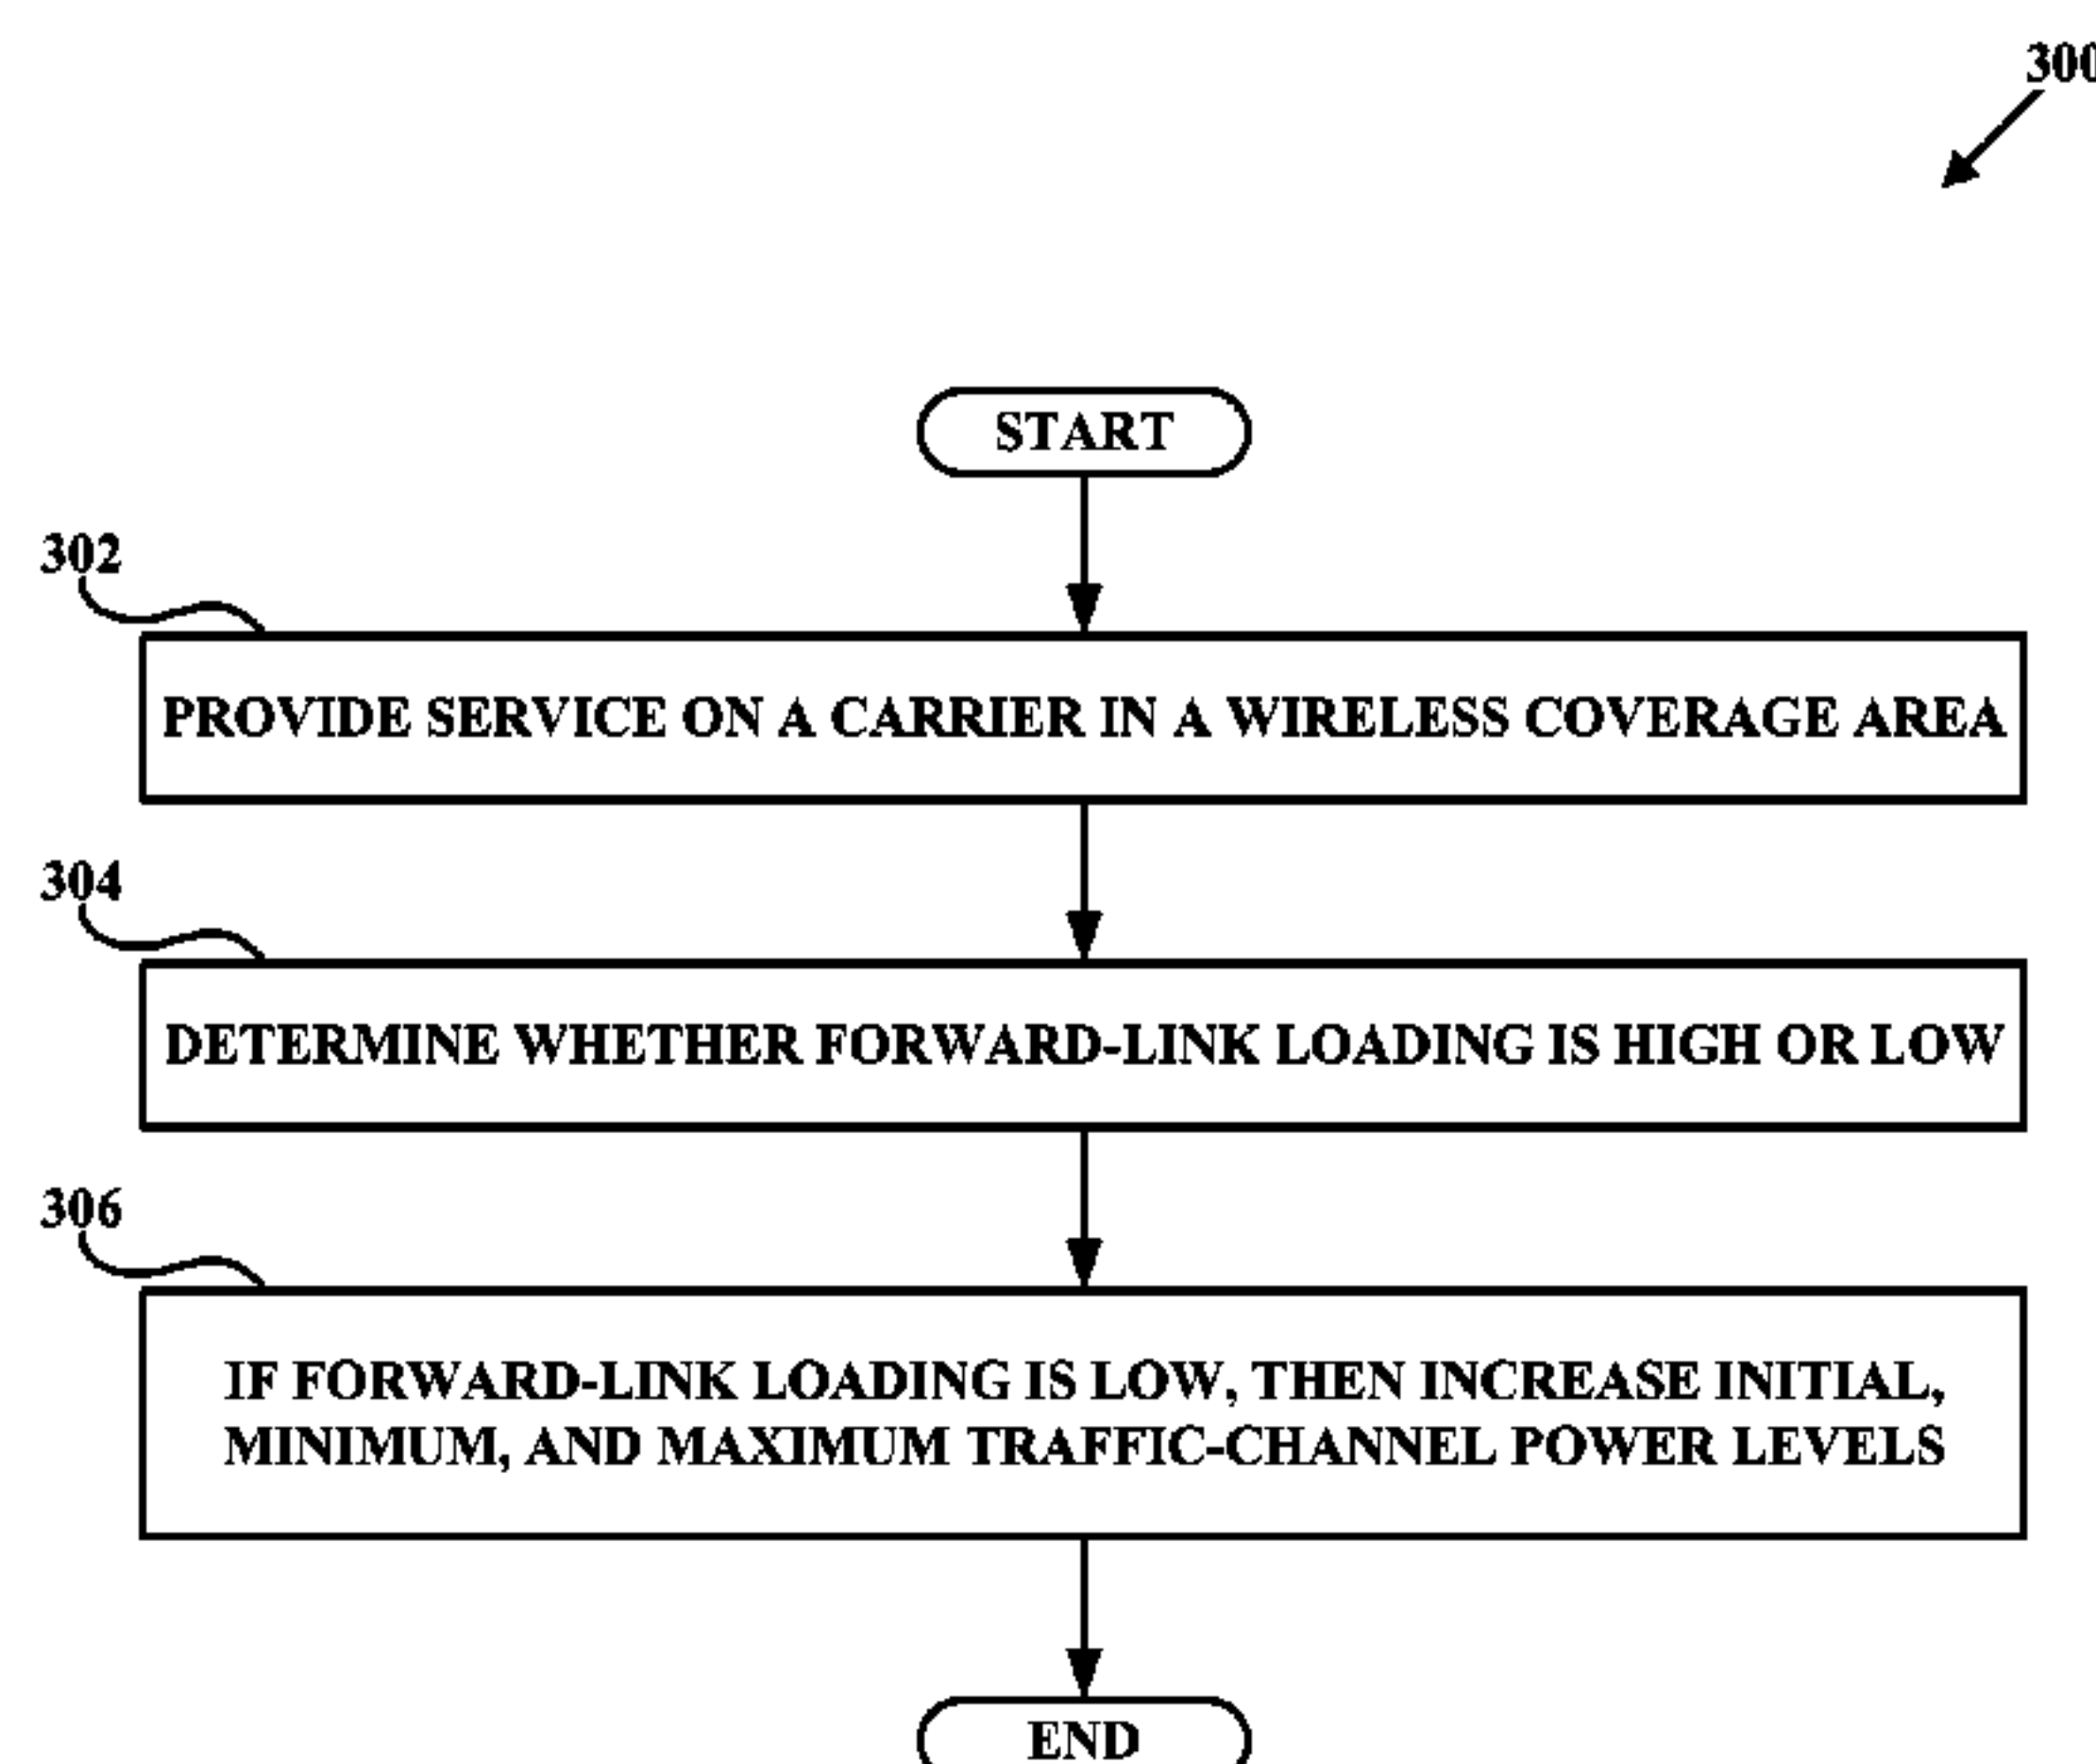 300
START
302
PROVIDE SERVICE ON A CARRIER IN A WIRELESS COVERAGE AREA
304
DETERMINE WHETHER FORWARD-LINK LOADING IS HIGH OR LOW
306
IF FORWARD-LINK LOADING IS LOW, THEN INCREASE INITIAL,
MINIMUM, AND MAXIMUM TRAFFIC-CHANNEL POWER LEVELS
END